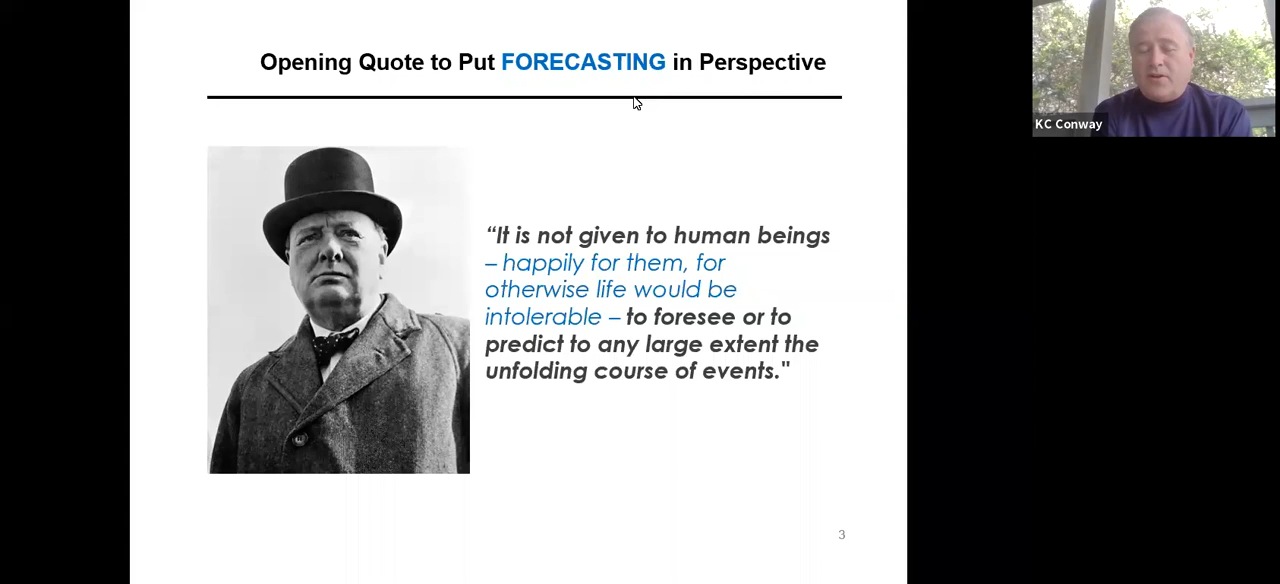 Opening Quote to Put FORECASTING in Perspective
KC Conway
“It is not given to human beings
– happily for them, for
otherwise life would be
intolerable – to foresee or to
predict to any large extent the
unfolding course of events."
3